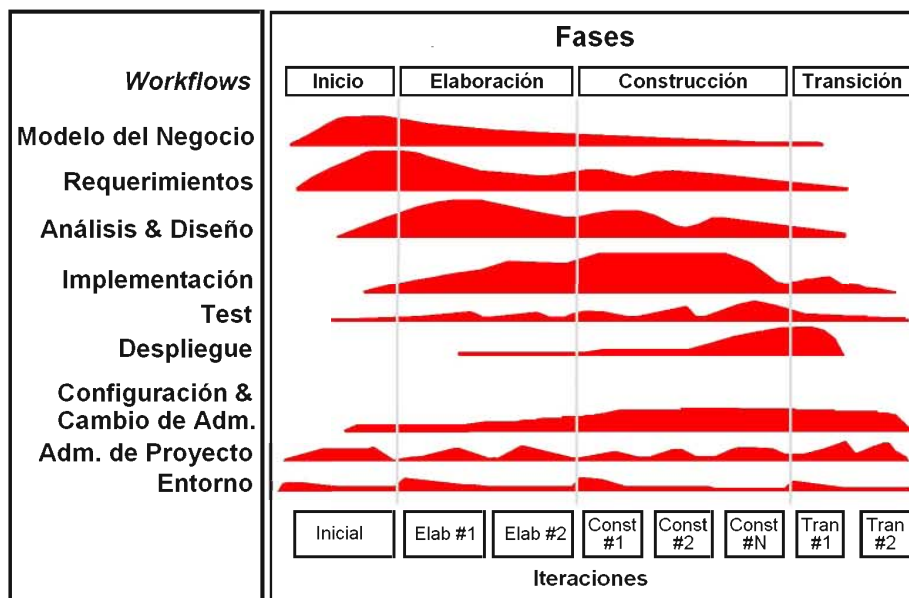 Fases
Workflows
Inicio
Elaboración
Construcción
Transición
Modelo del Negocio
Requerimientos
Análisis & Diseño
Implementación
Test
Despliegue
Configuración &
Cambio de Adm.
Adm. de Proyecto
Entorno
Inicial
Elab #1
Elab #2
Const
#1
Const
#2
Const
#N
Tran
#1
Tran
#2
Iteraciones